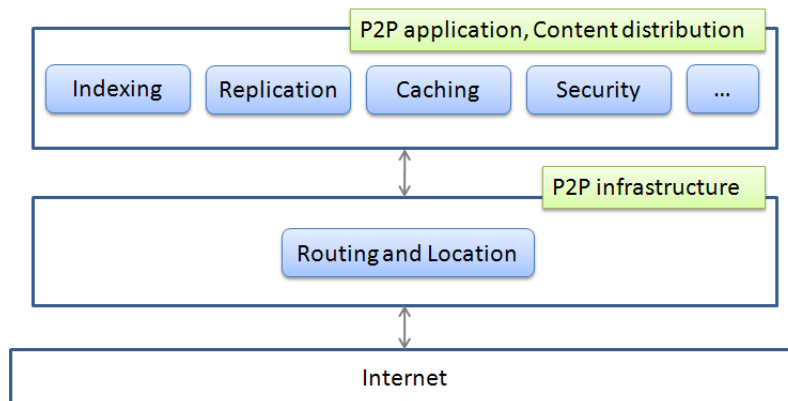 P2P application, Content distribution
Indexing
Replication
Caching
Security
...
P2P infrastructure
Routing and Location
Internet